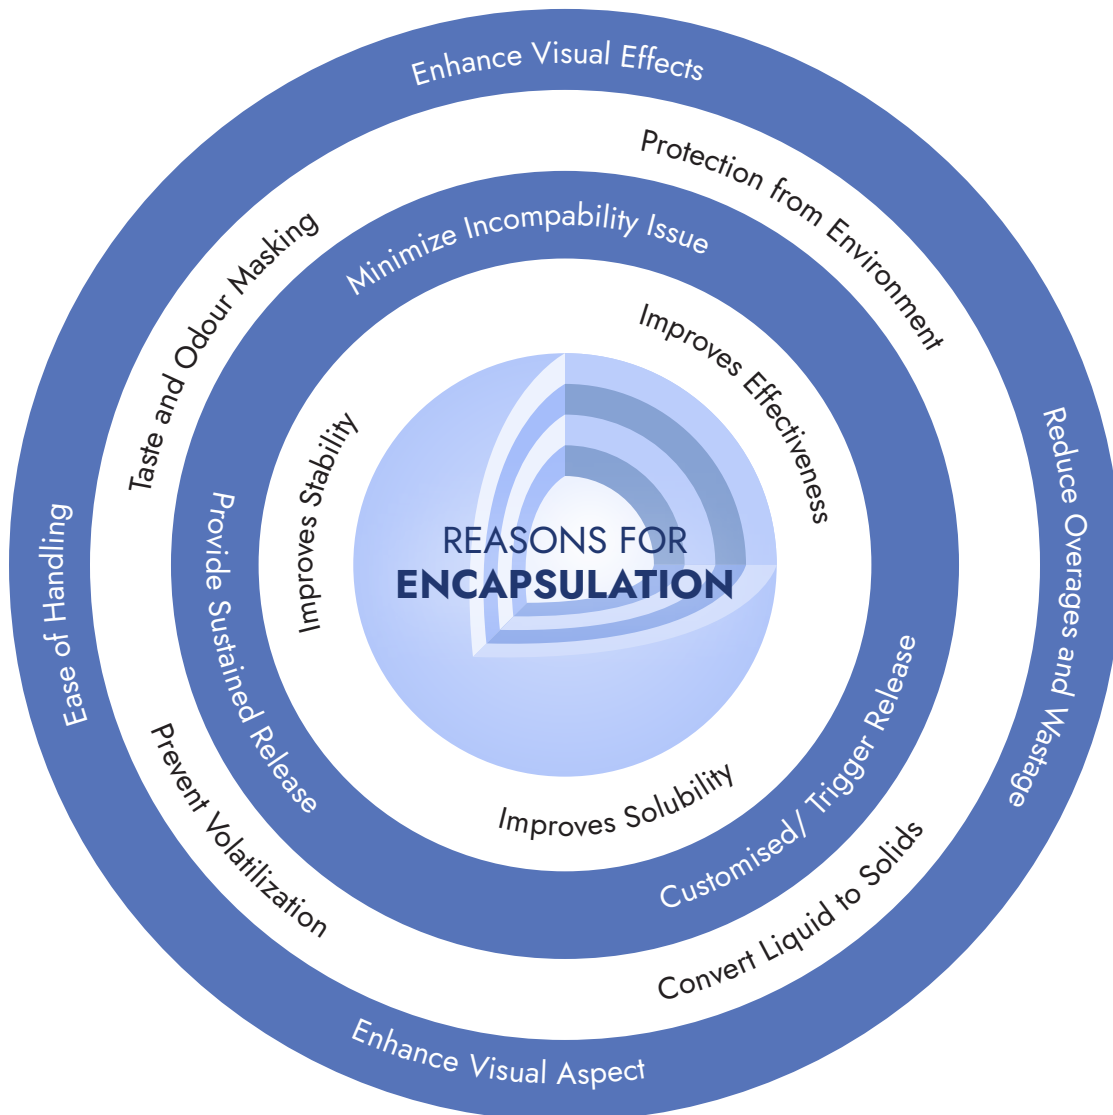 Enhance Visual Effects
Protection from Environment
Minimize Incompability Issue
Taste and Odour Masking
Improves Effectiveness
Improves Stability
Reduce Overages and Wastage
Provide Sustained Release
Ease of Handling
REASONS FOR
ENCAPSULATION
Customised/ Trigger Release
Improves Solubility
Prevent Volatilization
Convert Liquid to Solids
Enhance Visual Aspect